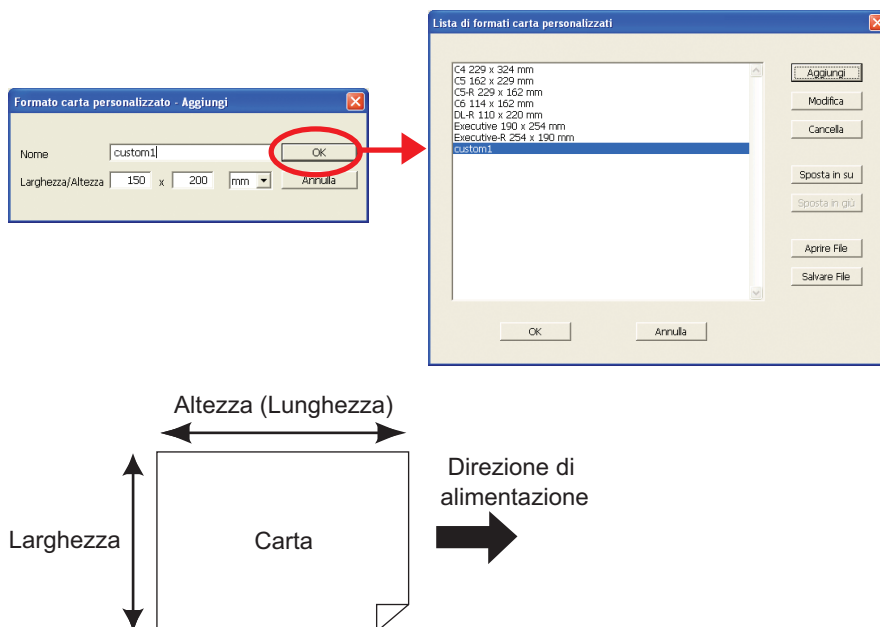 Formato carta personalizzato - Aggiungi
Nome custom1 OK
Larghezza/Altezza 150 x 200 mm Annulla
Lista di formati carta personalizzati
C4 229 x 324 mm
C5 162 x 229 mm
C5-R 229 x 162 mm
C6 114 x 162 mm
DL-R 110 x 220 mm
Executive 190 x 254 mm
Executive-R 254 x 190 mm
custom1
Aggiungi
Modifica
Cancella
Sposta in su
Sposta in giù
Aprire File
Salvare File
OK Annulla
Altezza (Lunghezza)
Larghezza
Carta
Direzione di
alimentazione